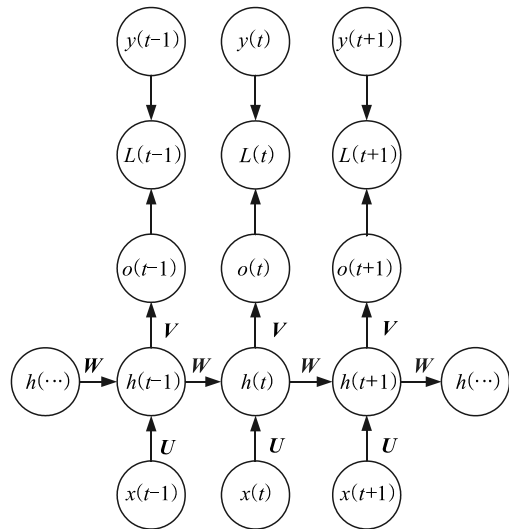 y(t−1) y(t) y(t+1)
L(t−1) L(t) L(t+1)
o(t−1) o(t) o(t+1)
V V V
W W W W
h(···) h(t−1) h(t) h(t+1) h(···)
U U U
x(t−1) x(t) x(t+1)